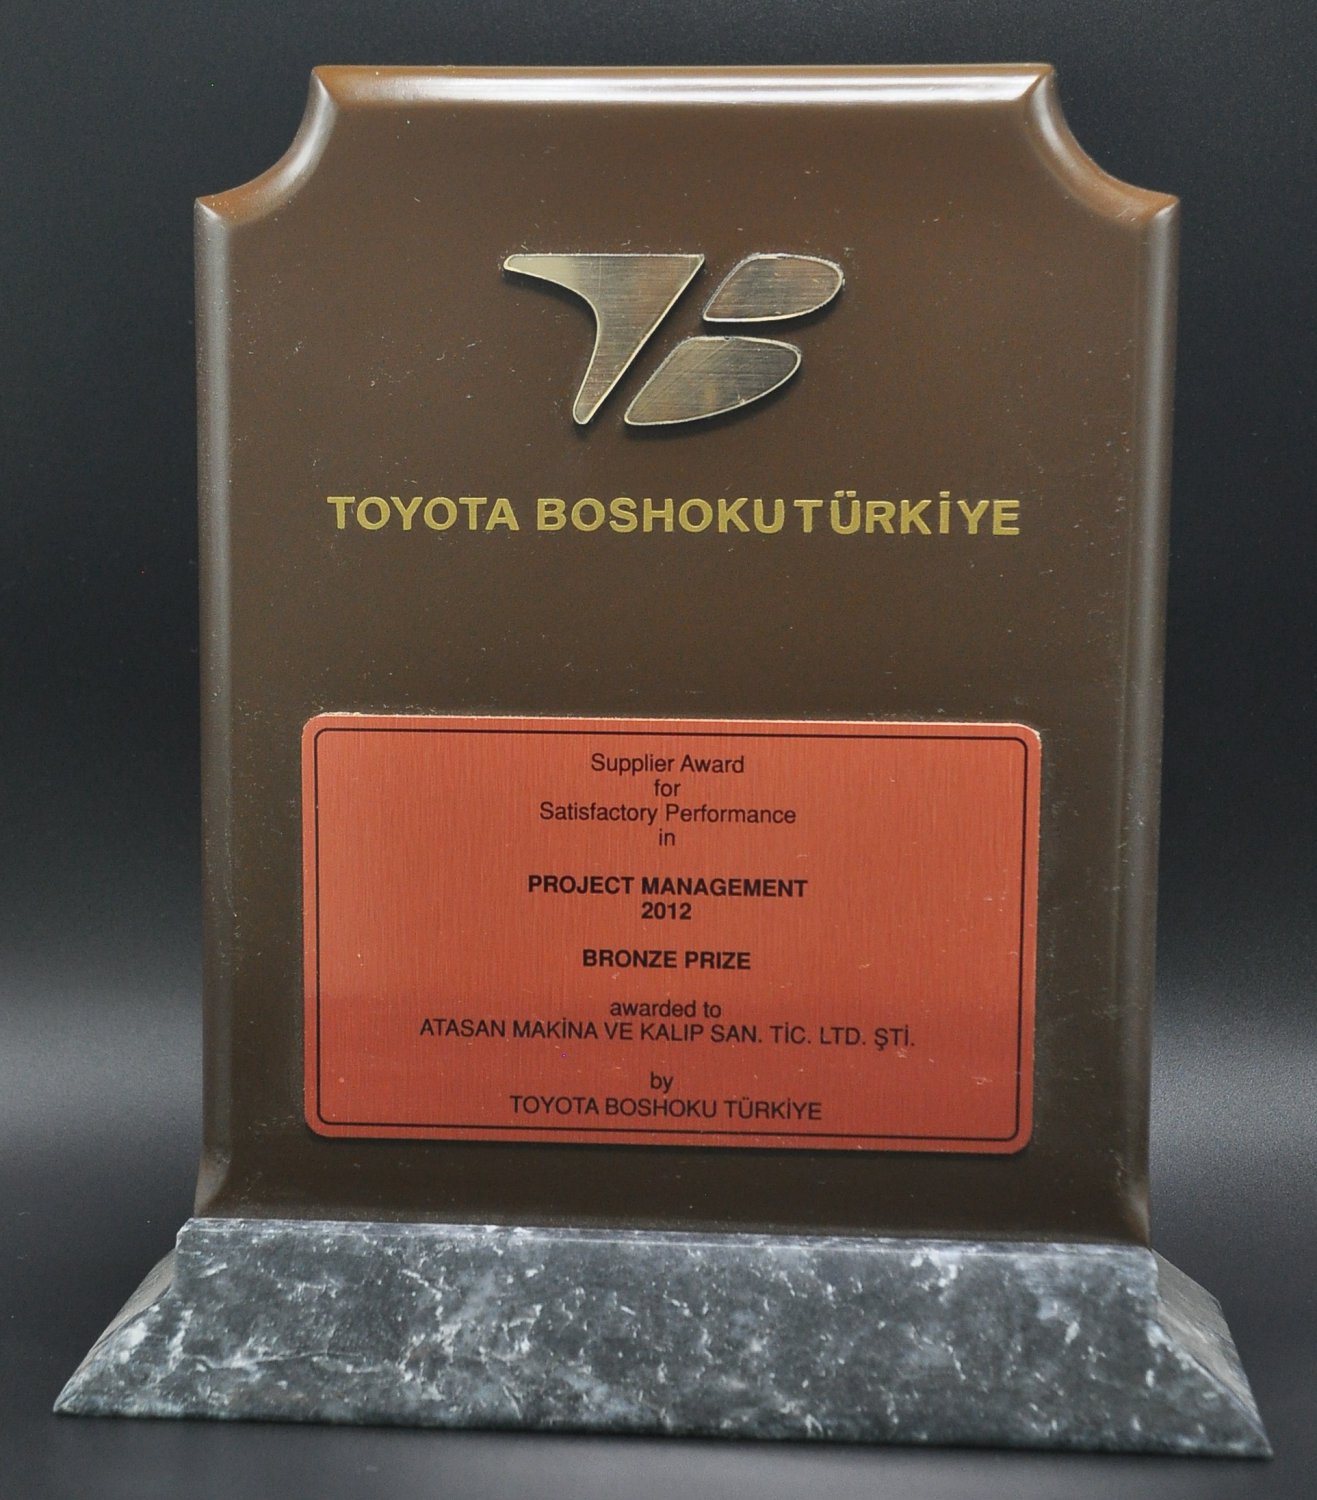 TB
TOYOTA BOSHOKU TÜRKİYE
Supplier Award
for
Satisfactory Performance
in
PROJECT MANAGEMENT
2012
BRONZE PRIZE
awarded to
ATASAN MAKİNA VE KALIP SAN. TİC. LTD. ŞTİ.
by
TOYOTA BOSHOKU TÜRKİYE